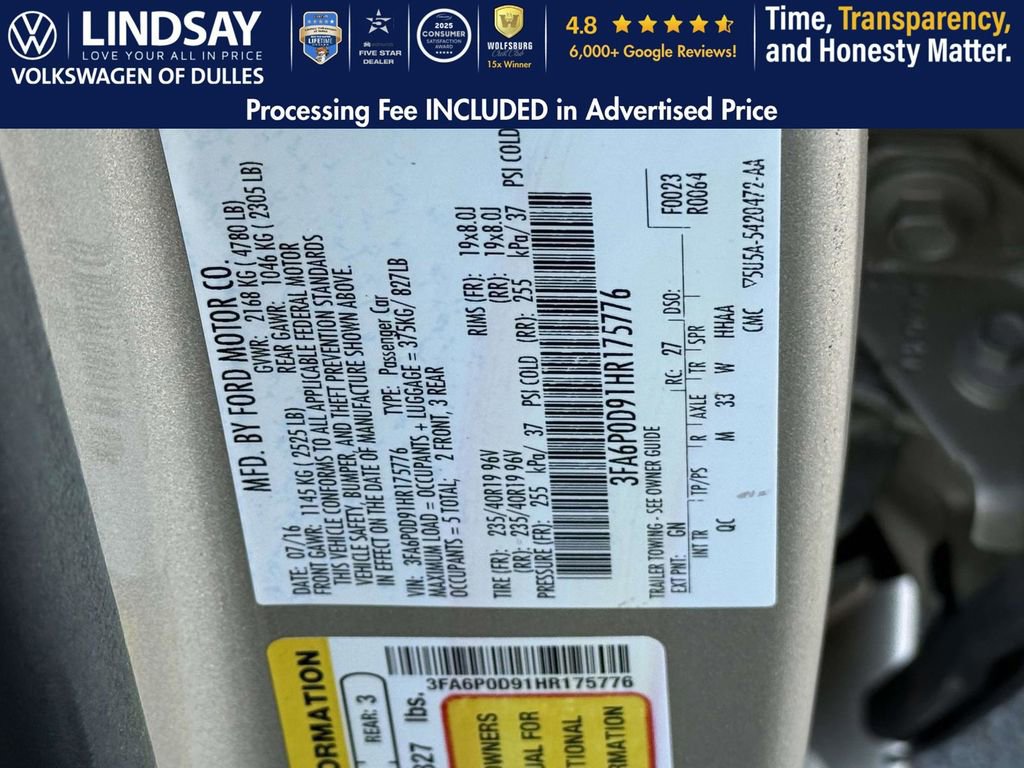 LINDSAY
LOVE YOUR ALL IN PRICE
VOLKSWAGEN OF DULLES
LIFETIME
FIVE STAR
DEALER
2025
CONSUMER
SATISFACTION
AWARD
WOLFSBURG
15x Winner
4.8
6,000+ Google Reviews!
Time, Transparency,
and Honesty Matter.
Processing Fee INCLUDED in Advertised Price
MFD. BY FORD MOTOR CO.
DATE: 07/16 GVWR: 2168 KG ( 4780 LB)
FRONT GAWR: 1145 KG ( 2525 LB) REAR GAWR: 1046 KG ( 2305 LB)
THIS VEHICLE CONFORMS TO ALL APPLICABLE FEDERAL MOTOR
VEHICLE SAFETY, BUMPER, AND THEFT PREVENTION STANDARDS
IN EFFECT ON THE DATE OF MANUFACTURE SHOWN ABOVE.
VIN: 3FA6P0D91HR175776 TYPE: Passenger Car
MAXIMUM LOAD = OCCUPANTS + LUGGAGE = 375KG/ 827LB
OCCUPANTS = 5 TOTAL; 2 FRONT, 3 REAR
TIRE (FR): 235/40R19 96V RIMS (FR): 19x8.0J
(RR): 235/40R19 96V (RR): 19x8.0J
PRESSURE (FR): 255 kPa/ 37 PSI COLD (RR): 255 kPa/ 37 PSI COLD
3FA6P0D91HR175776
F0023
R0064
TRAILER TOWING - SEE OWNER GUIDE
EXT PNT: GN RC: 27 DSO:
INT TR TP/PS R AXLE TR SPR
QC M 33 W HHAA
CMC 5U5A-5420472-AA
3FA6P0D91HR175776
ORMATION
REAR: 3
827 lbs.
OWNERS
UAL FOR
TIONAL
RMATION